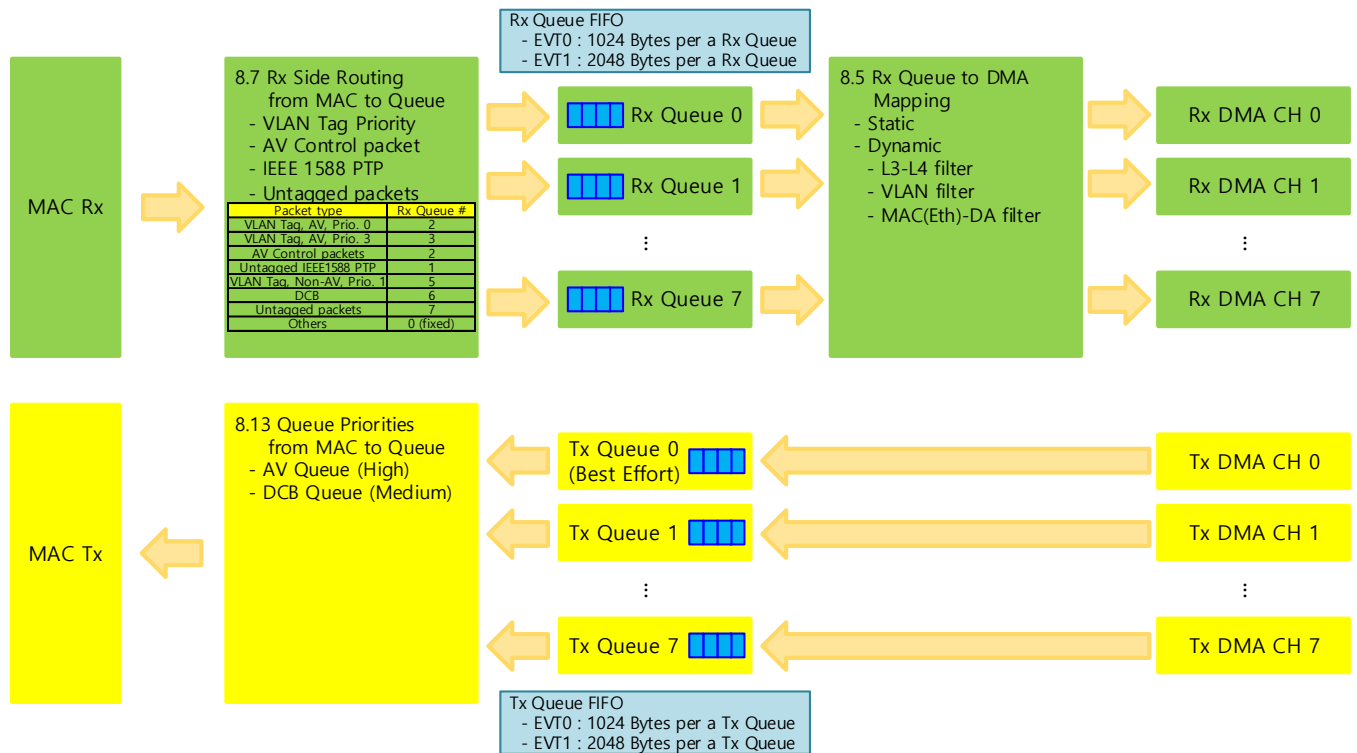 Rx Queue FIFO
- EVT0 : 1024 Bytes per a Rx Queue
- EVT1 : 2048 Bytes per a Rx Queue
MAC Rx
8.7 Rx Side Routing
from MAC to Queue
- VLAN Tag Priority
- AV Control packet
- IEEE 1588 PTP
- Untagged packets
Packet type Rx Queue #
VLAN Tag, AV, Prio. 0 2
VLAN Tag, AV, Prio. 3 3
AV Control packets 2
Untagged IEEE1588 PTP 1
VLAN Tag, Non-AV, Prio. 1 5
DCB 6
Untagged packets 7
Others 0 (fixed)
Rx Queue 0
Rx Queue 1
⋮
Rx Queue 7
8.5 Rx Queue to DMA
Mapping
- Static
- Dynamic
- L3-L4 filter
- VLAN filter
- MAC(Eth)-DA filter
Rx DMA CH 0
Rx DMA CH 1
⋮
Rx DMA CH 7
MAC Tx
8.13 Queue Priorities
from MAC to Queue
- AV Queue (High)
- DCB Queue (Medium)
Tx Queue 0
(Best Effort)
Tx Queue 1
⋮
Tx Queue 7
Tx DMA CH 0
Tx DMA CH 1
⋮
Tx DMA CH 7
Tx Queue FIFO
- EVT0 : 1024 Bytes per a Tx Queue
- EVT1 : 2048 Bytes per a Tx Queue